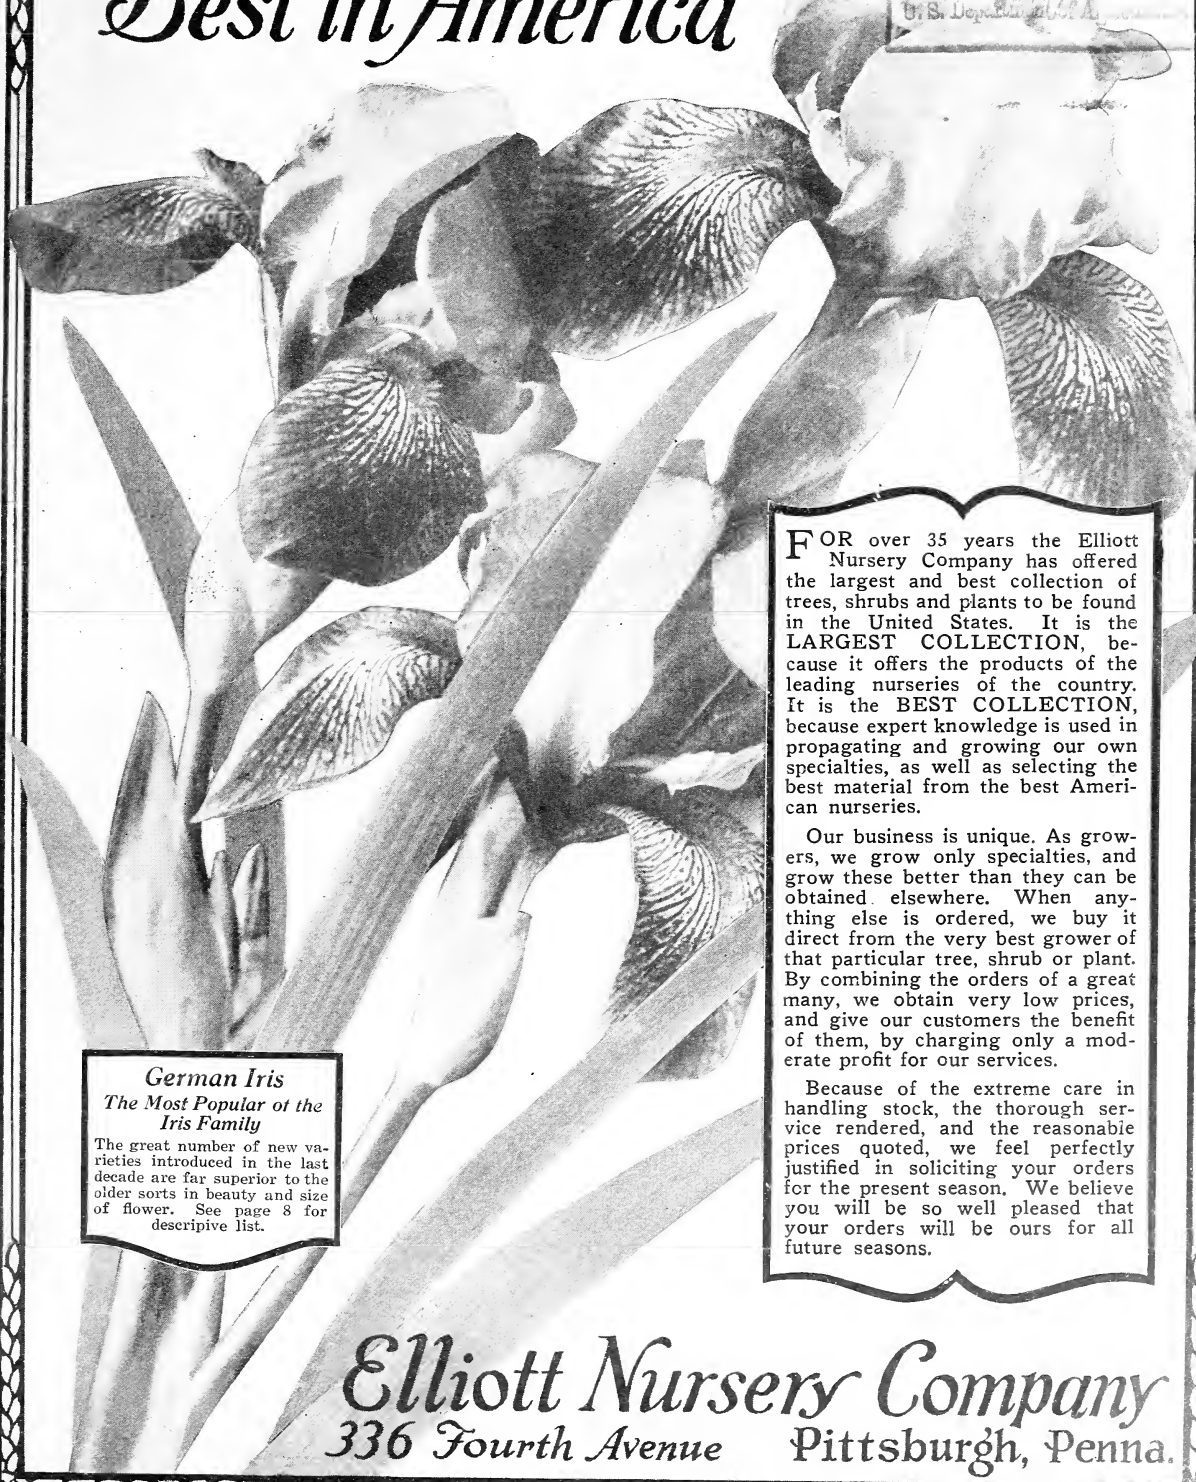 Best in America
U. S. Department of Agriculture
FOR over 35 years the Elliott
Nursery Company has offered
the largest and best collection of
trees, shrubs and plants to be found
in the United States. It is the
LARGEST COLLECTION, be-
cause it offers the products of the
leading nurseries of the country.
It is the BEST COLLECTION,
because expert knowledge is used in
propagating and growing our own
specialties, as well as selecting the
best material from the best Ameri-
can nurseries.
Our business is unique. As grow-
ers, we grow only specialties, and
grow these better than they can be
obtained elsewhere. When any-
thing else is ordered, we buy it
direct from the very best grower of
that particular tree, shrub or plant.
By combining the orders of a great
many, we obtain very low prices,
and give our customers the benefit
of them, by charging only a mod-
erate profit for our services.
Because of the extreme care in
handling stock, the thorough ser-
vice rendered, and the reasonable
prices quoted, we feel perfectly
justified in soliciting your orders
for the present season. We believe
you will be so well pleased that
your orders will be ours for all
future seasons.
German Iris
The Most Popular of the
Iris Family
The great number of new va-
rieties introduced in the last
decade are far superior to the
older sorts in beauty and size
of flower. See page 8 for
descripive list.
Elliott Nursery Company
336 Fourth Avenue Pittsburgh, Penna.